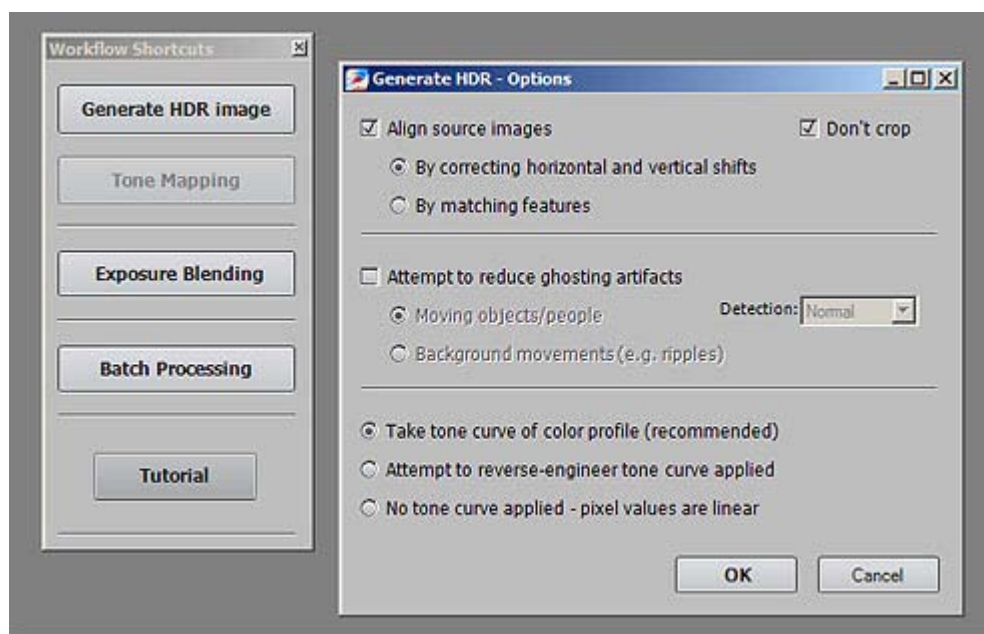 Workflow Shortcuts
Generate HDR image
Tone Mapping
Exposure Blending
Batch Processing
Tutorial
Generate HDR - Options
Align source images
Don't crop
By correcting horizontal and vertical shifts
By matching features
Attempt to reduce ghosting artifacts
Moving objects/people
Detection: Normal
Background movements (e.g. ripples)
Take tone curve of color profile (recommended)
Attempt to reverse-engineer tone curve applied
No tone curve applied - pixel values are linear
OK
Cancel